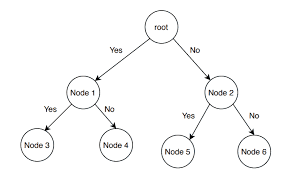 root
Yes No
Node 1 Node 2
Yes No Yes No
Node 3 Node 4 Node 5 Node 6